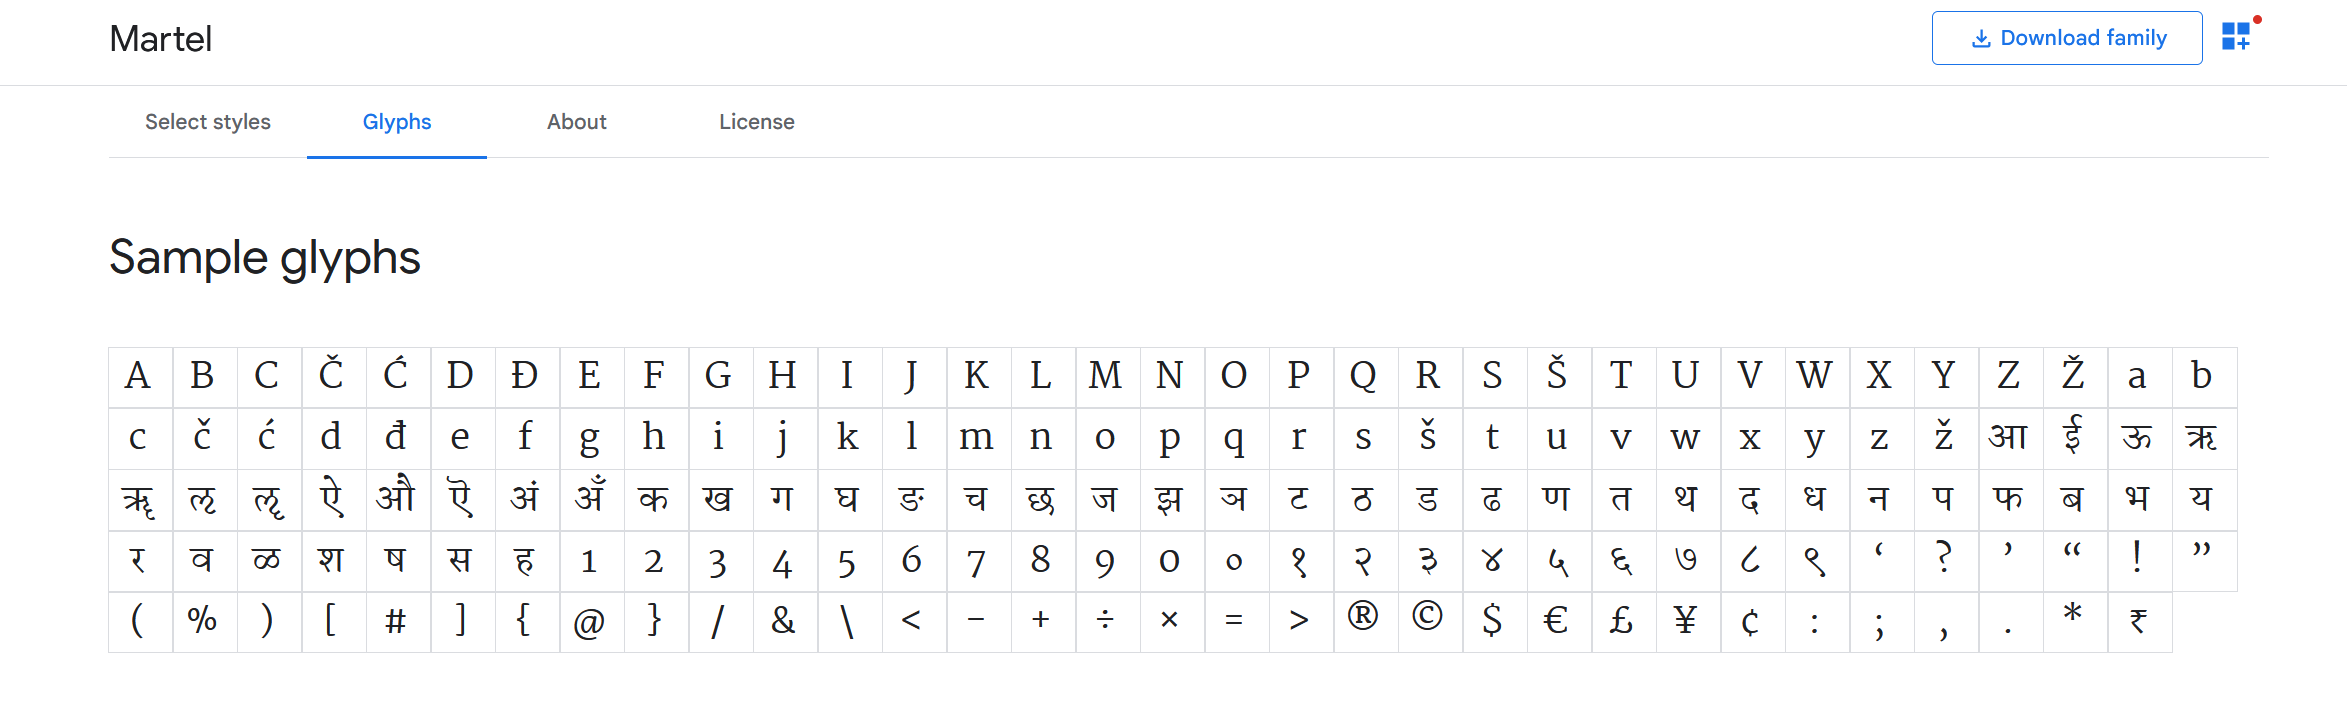 Martel
Download family
Select styles Glyphs About License
Sample glyphs
A B C Č Ć D Đ E F G H I J K L M N O P Q R S Š T U V W X Y Z Ž a b
c č ć d đ e f g h i j k l m n o p q r s š t u v w x y z ž आ ई ऊ ऋ
ॠ ऌ ॡ ऐ औ ऎ अं अँ क ख ग घ ङ च छ ज झ ञ ट ठ ड ढ ण त थ द ध न प फ ब भ य
र व ळ श ष स ह 1 2 3 4 5 6 7 8 9 0 ० १ २ ३ ४ ५ ६ ७ ८ ९ ‘ ? ’ “ ! ”
( % ) [ # ] { @ } / & \ < - + ÷ × = > ® © $ € £ ¥ ¢ : ; , . * ₹